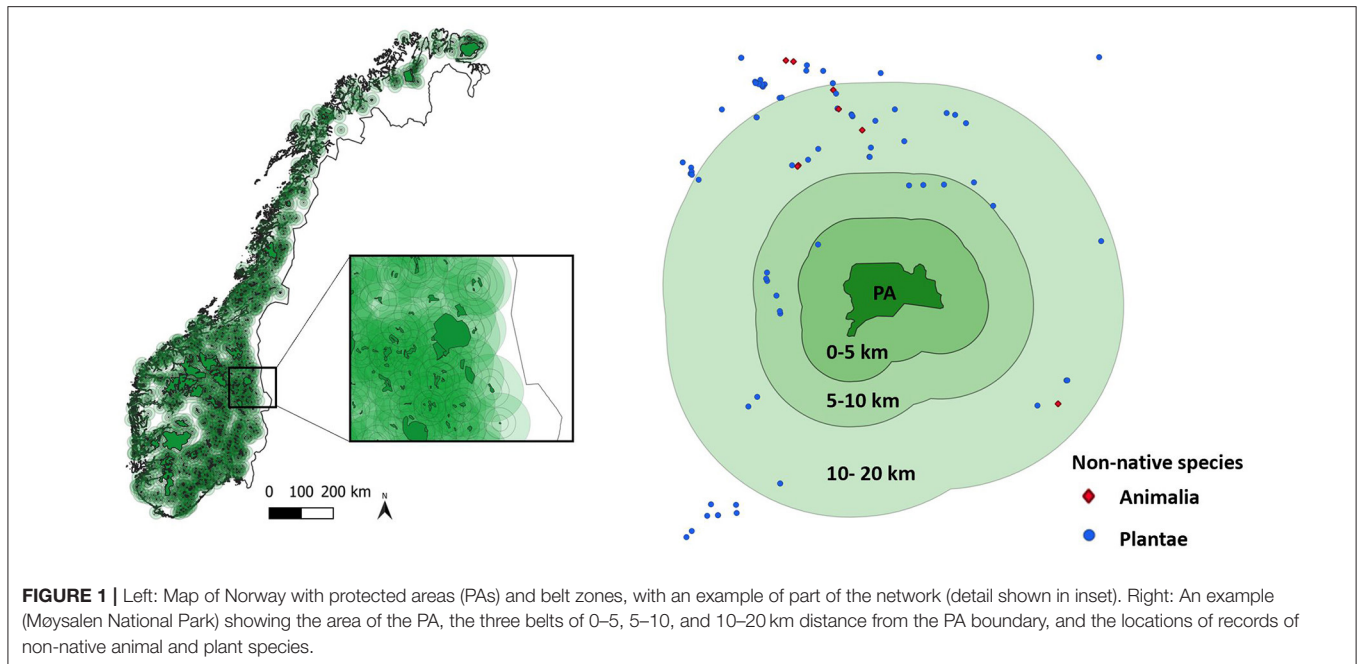 PA
0-5 km
5-10 km
10- 20 km
0 100 200 km
N
Non-native species
Animalia
Plantae
FIGURE 1 | Left: Map of Norway with protected areas (PAs) and belt zones, with an example of part of the network (detail shown in inset). Right: An example
(Møysalen National Park) showing the area of the PA, the three belts of 0–5, 5–10, and 10–20 km distance from the PA boundary, and the locations of records of
non-native animal and plant species.